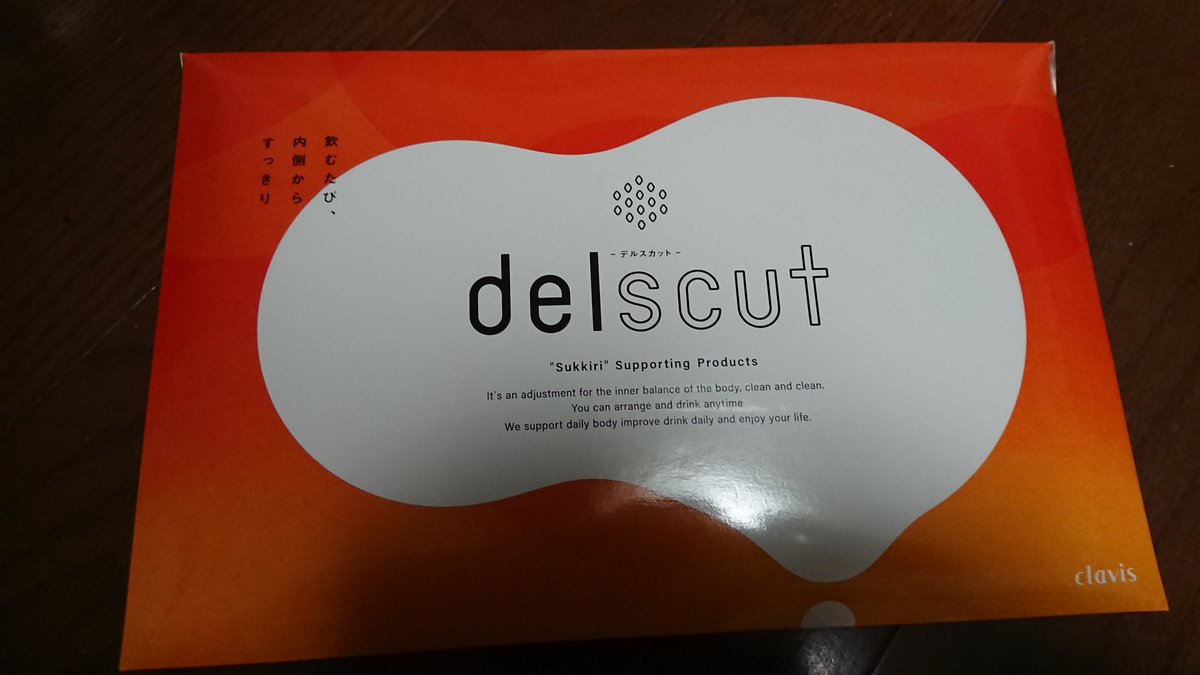 飲むたび、
内側から
すっきり
－デルスカット－
delscut
"Sukkiri" Supporting Products
It's an adjustment for the inner balance of the body, clean and clean.
You can arrange and drink anytime
We support daily body improve drink daily and enjoy your life.
clavis